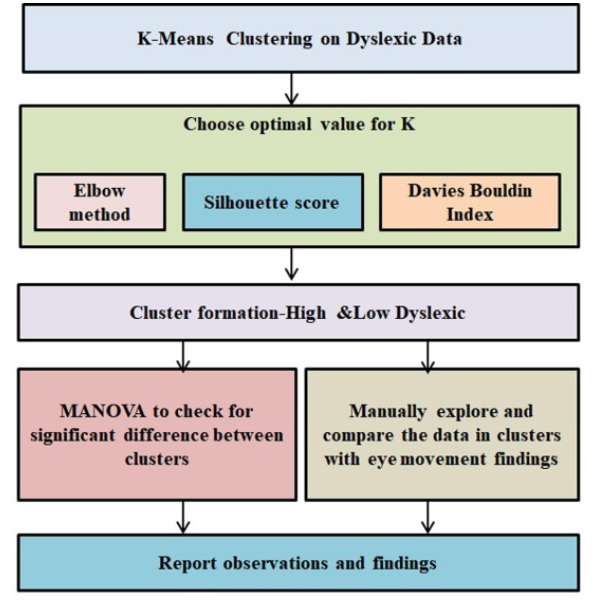 K-Means Clustering on Dyslexic Data
Choose optimal value for K
Elbow
method
Silhouette score
Davies Bouldin
Index
Cluster formation-High &Low Dyslexic
MANOVA to check for
significant difference between
clusters
Manually explore and
compare the data in clusters
with eye movement findings
Report observations and findings